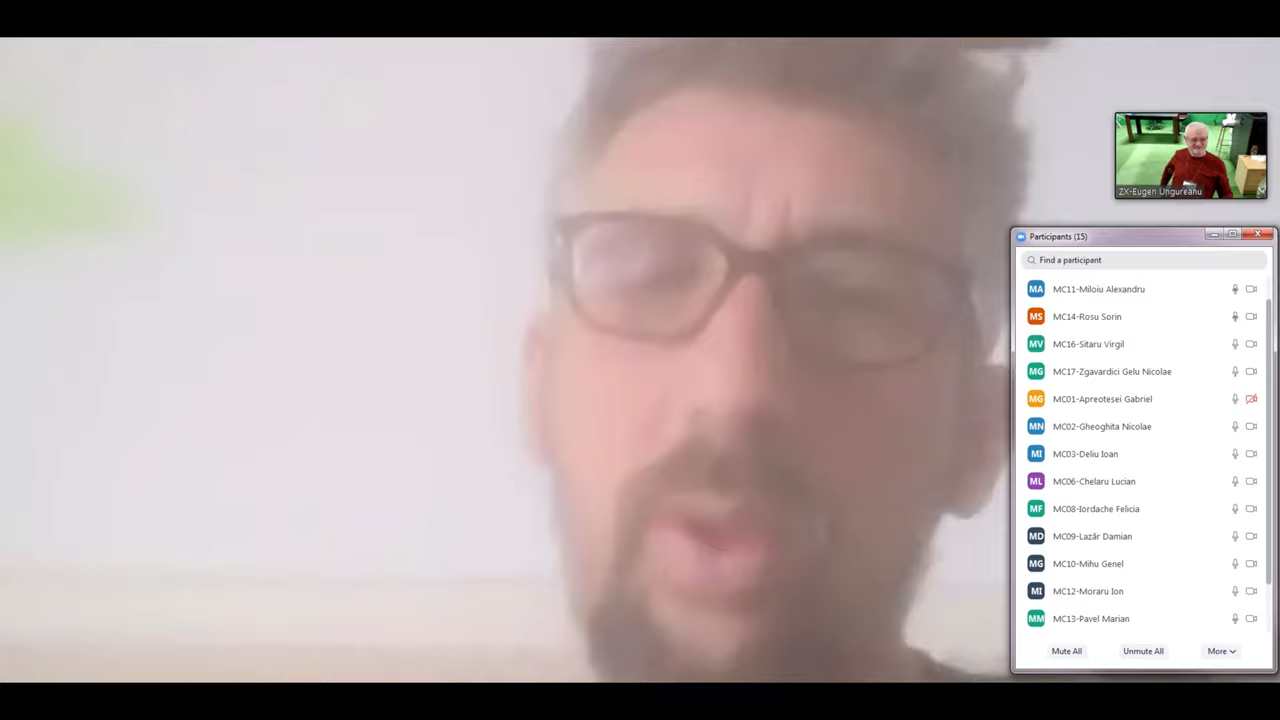 ZX-Eugen Ungureanu
Participants (15)
Find a participant
MA MC11-Miloiu Alexandru
MS MC14-Rosu Sorin
MV MC16-Sitaru Virgil
MG MC17-Zgavardici Gelu Nicolae
MG MC01-Apreotesei Gabriel
MN MC02-Gheoghita Nicolae
MI MC03-Deliu Ioan
ML MC06-Chelaru Lucian
MF MC08-Iordache Felicia
MD MC09-Lazăr Damian
MG MC10-Mihu Genel
MI MC12-Moraru Ion
MM MC13-Pavel Marian
Mute All Unmute All More